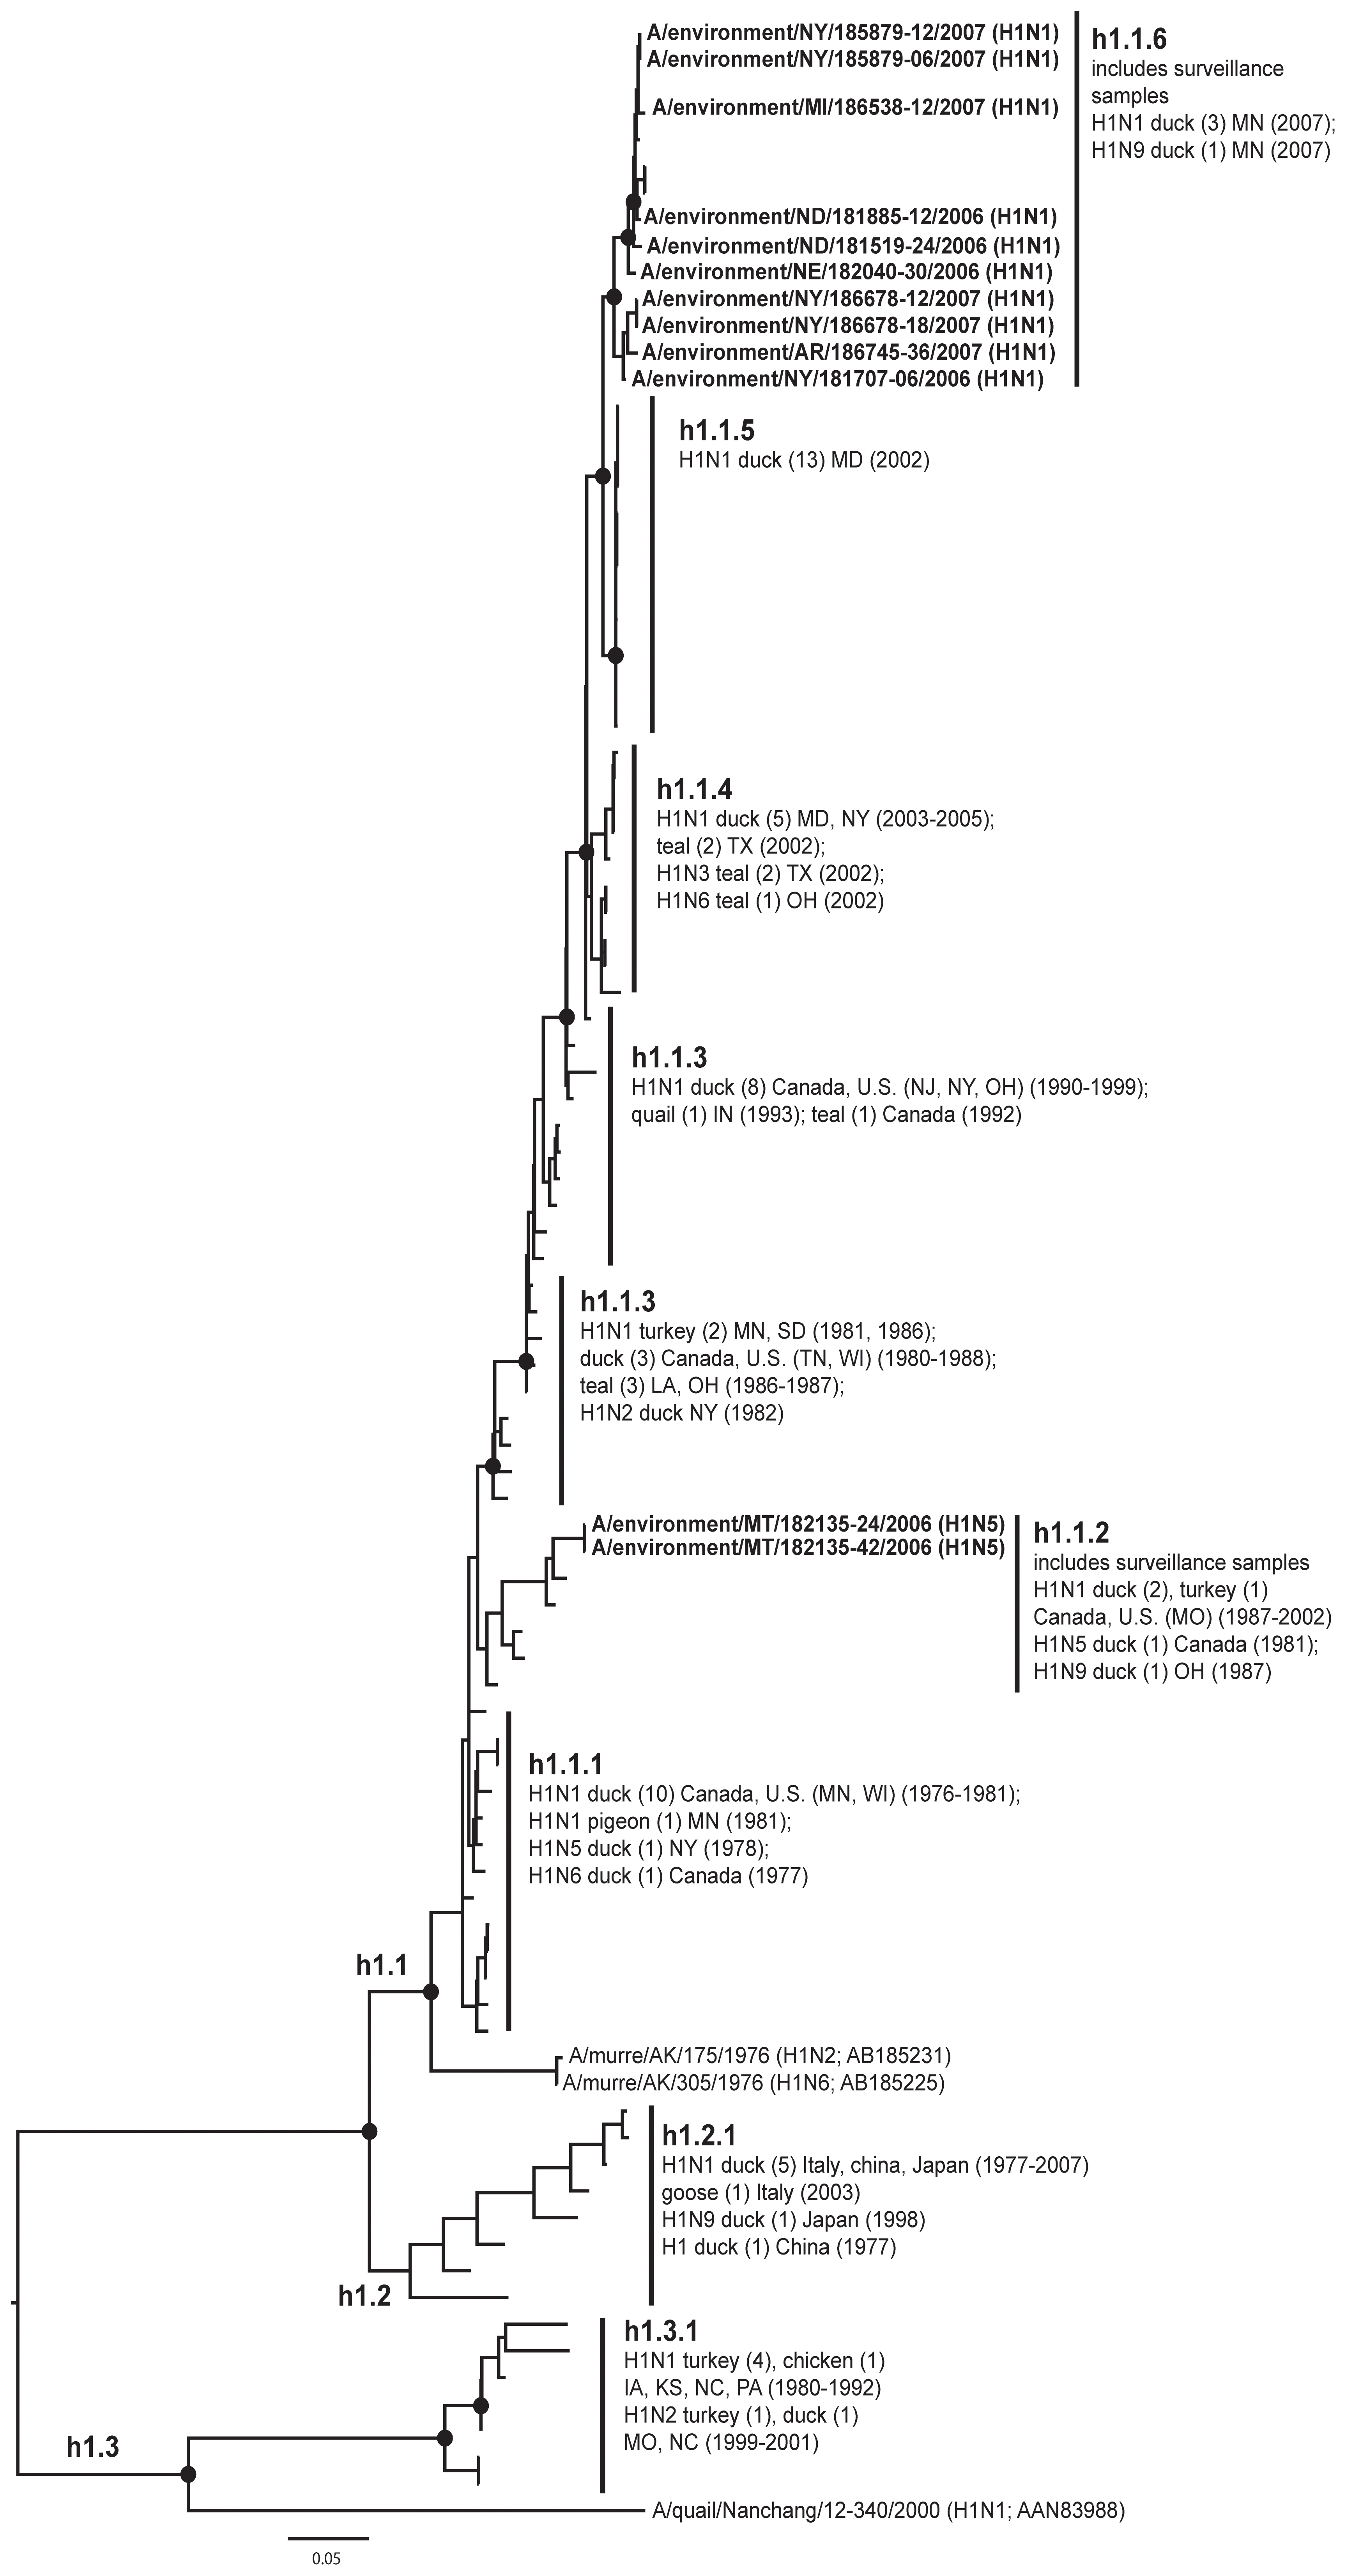 A/environment/NY/185879-12/2007 (H1N1)
A/environment/NY/185879-06/2007 (H1N1)
A/environment/MI/186538-12/2007 (H1N1)
A/environment/ND/181885-12/2006 (H1N1)
A/environment/ND/181519-24/2006 (H1N1)
A/environment/NE/182040-30/2006 (H1N1)
A/environment/NY/186678-12/2007 (H1N1)
A/environment/NY/186678-18/2007 (H1N1)
A/environment/AR/186745-36/2007 (H1N1)
A/environment/NY/181707-06/2006 (H1N1)
h1.1.6
includes surveillance
samples
H1N1 duck (3) MN (2007);
H1N9 duck (1) MN (2007)
h1.1.5
H1N1 duck (13) MD (2002)
h1.1.4
H1N1 duck (5) MD, NY (2003-2005);
teal (2) TX (2002);
H1N3 teal (2) TX (2002);
H1N6 teal (1) OH (2002)
h1.1.3
H1N1 duck (8) Canada, U.S. (NJ, NY, OH) (1990-1999);
quail (1) IN (1993); teal (1) Canada (1992)
h1.1.3
H1N1 turkey (2) MN, SD (1981, 1986);
duck (3) Canada, U.S. (TN, WI) (1980-1988);
teal (3) LA, OH (1986-1987);
H1N2 duck NY (1982)
A/environment/MT/182135-24/2006 (H1N5)
A/environment/MT/182135-42/2006 (H1N5)
h1.1.2
includes surveillance samples
H1N1 duck (2), turkey (1)
Canada, U.S. (MO) (1987-2002)
H1N5 duck (1) Canada (1981);
H1N9 duck (1) OH (1987)
h1.1.1
H1N1 duck (10) Canada, U.S. (MN, WI) (1976-1981);
H1N1 pigeon (1) MN (1981);
H1N5 duck (1) NY (1978);
H1N6 duck (1) Canada (1977)
h1.1
A/murre/AK/175/1976 (H1N2; AB185231)
A/murre/AK/305/1976 (H1N6; AB185225)
h1.2.1
H1N1 duck (5) Italy, china, Japan (1977-2007)
goose (1) Italy (2003)
H1N9 duck (1) Japan (1998)
H1 duck (1) China (1977)
h1.2
h1.3.1
H1N1 turkey (4), chicken (1)
IA, KS, NC, PA (1980-1992)
H1N2 turkey (1), duck (1)
MO, NC (1999-2001)
h1.3
A/quail/Nanchang/12-340/2000 (H1N1; AAN83988)
0.05